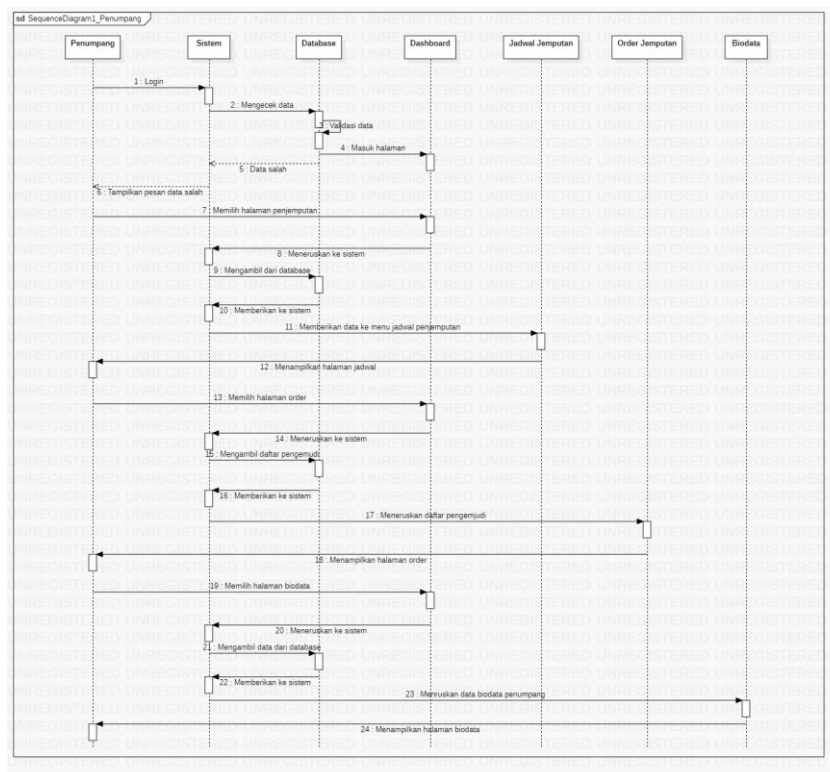 sd SequenceDiagram1_Penumpang
Penumpang
Sistem
Database
Dashboard
Jadwal Jemputan
Order Jemputan
Biodata
1 : Login
2 : Mengecek data
3 : Validasi data
4 : Masuk halaman
5 : Data salah
6 : Tampilkan pesan data salah
7 : Memilih halaman penjemputan
8 : Meneruskan ke sistem
9 : Mengambil dari database
10 : Memberikan ke sistem
11 : Memberikan data ke menu jadwal penjemputan
12 : Menampilkan halaman jadwal
13 : Memilih halaman order
14 : Meneruskan ke sistem
15 : Mengambil daftar pengemudi
16 : Memberikan ke sistem
17 : Meneruskan daftar pengemjudi
18 : Menampilkan halaman order
19 : Memilih halaman biodata
20 : Meneruskan ke sistem
21 : Mengambil data dari database
22 : Memberikan ke sistem
23 : Menruskan data biodata penumpang
24 : Menampilkan halaman biodata
UNREGISTERED